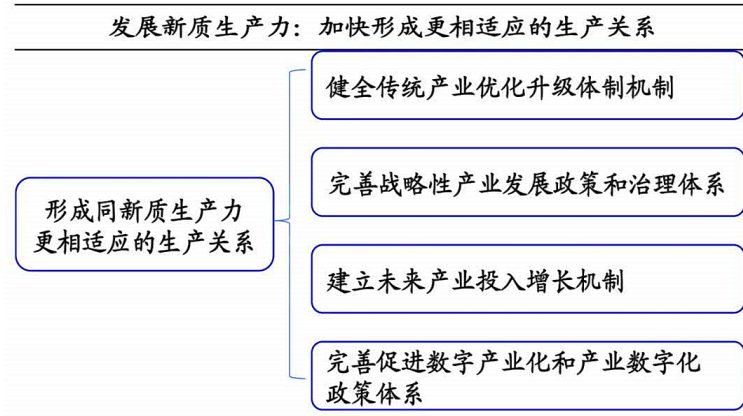 发展新质生产力：加快形成更相适应的生产关系
健全传统产业优化升级体制机制
完善战略性产业发展政策和治理体系
形成同新质生产力
更相适应的生产关系
建立未来产业投入增长机制
完善促进数字产业化和产业数字化
政策体系